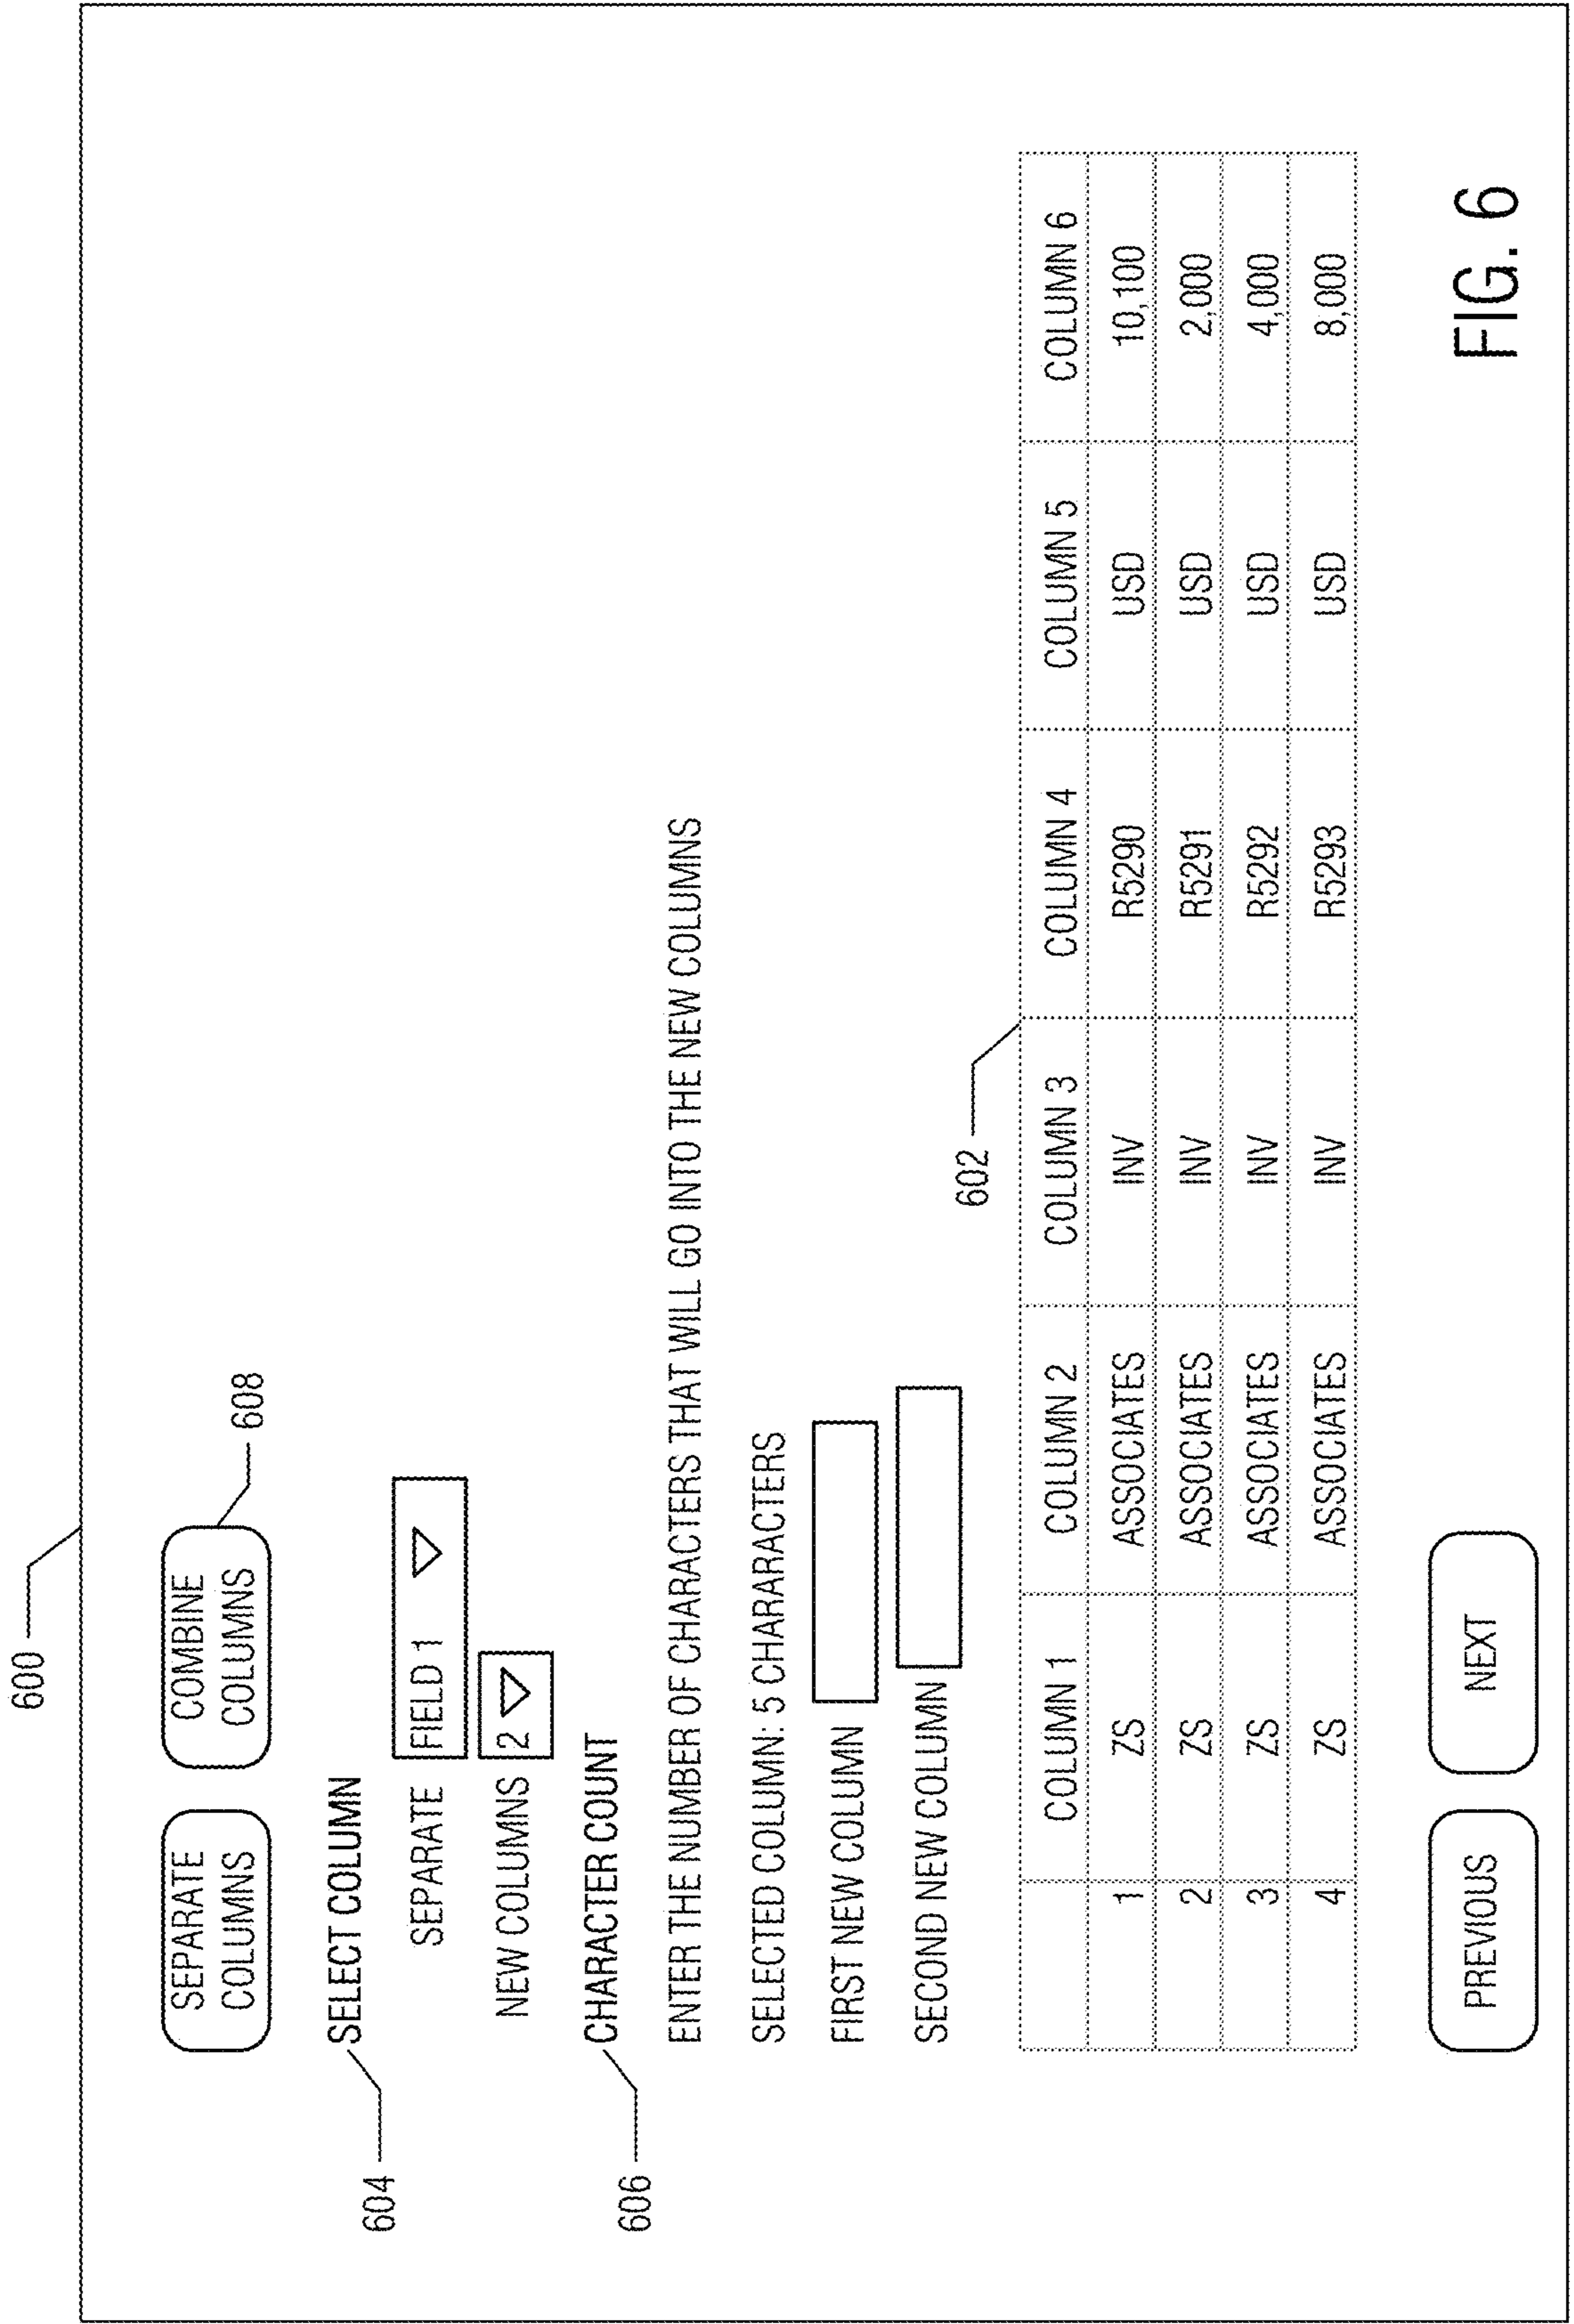 600
SEPARATE
COLUMNS
COMBINE
COLUMNS
608
604
SELECT COLUMN
SEPARATE FIELD 1
NEW COLUMNS 2
606
CHARACTER COUNT
ENTER THE NUMBER OF CHARACTERS THAT WILL GO INTO THE NEW COLUMNS
SELECTED COLUMN: 5 CHARARACTERS
FIRST NEW COLUMN
SECOND NEW COLUMN
602
COLUMN 1 COLUMN 2 COLUMN 3 COLUMN 4 COLUMN 5 COLUMN 6
1 ZS ASSOCIATES INV R5290 USD 10,100
2 ZS ASSOCIATES INV R5291 USD 2,000
3 ZS ASSOCIATES INV R5292 USD 4,000
4 ZS ASSOCIATES INV R5293 USD 8,000
PREVIOUS NEXT
FIG. 6